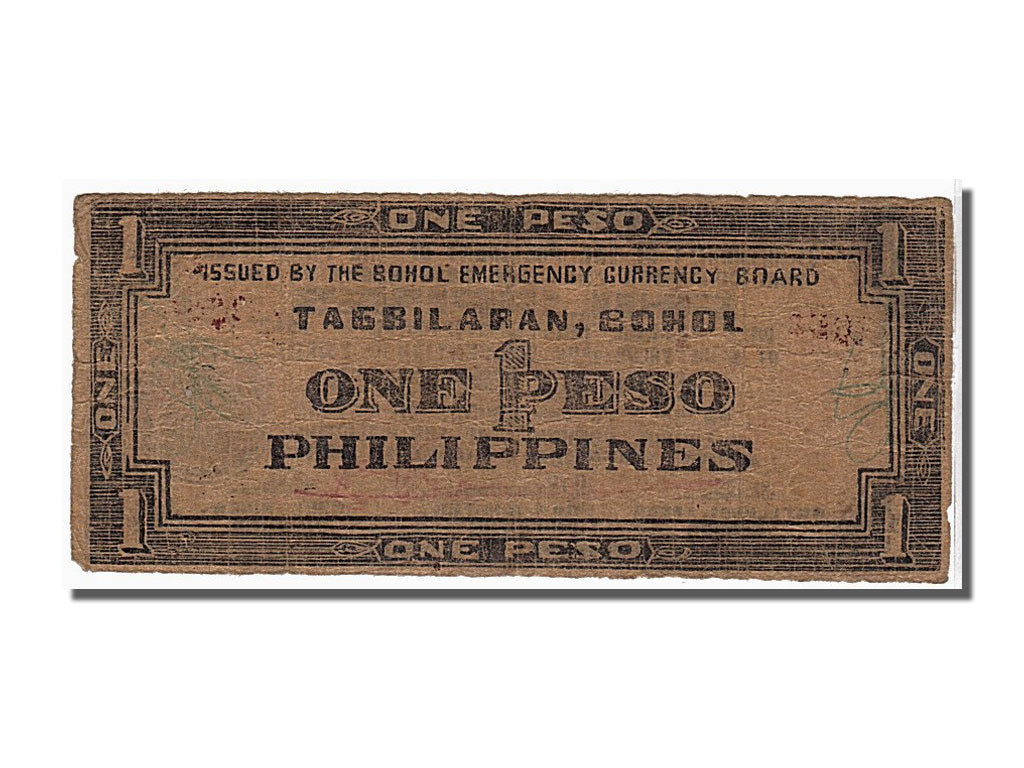 1 ONE PESO 1
ISSUED BY THE BOHOL EMERGENCY CURRENCY BOARD
TAGBILARAN, BOHOL
ONE 1 PESO
PHILIPPINES
ONE
ONE
1 ONE PESO 1